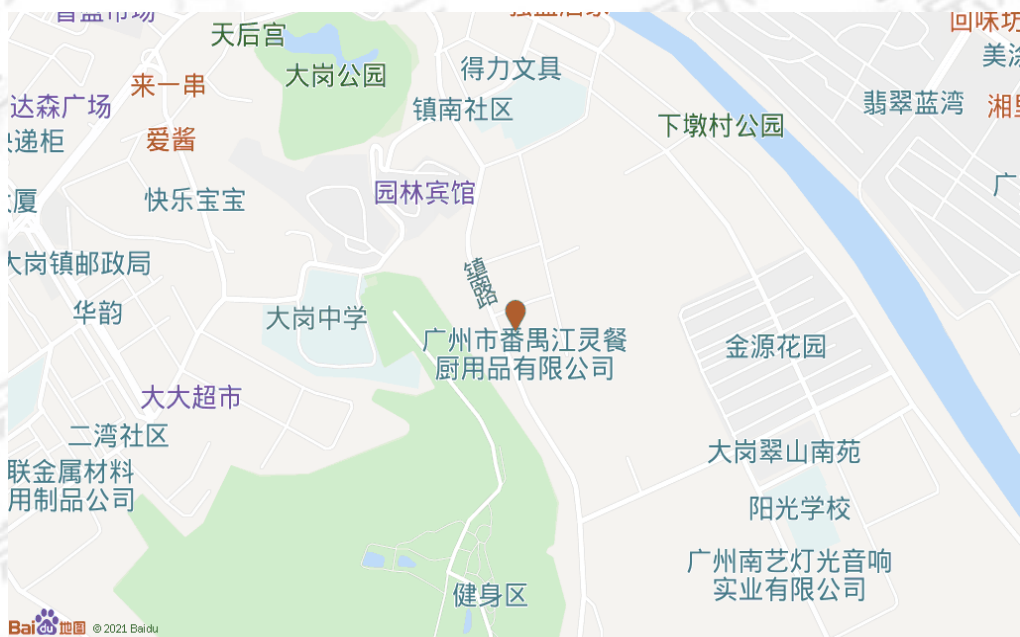 天后宫
大岗公园
得力文具
来一串
达森广场
镇南社区
翡翠蓝湾
递柜
爱酱
下墩村公园
厦
快乐宝宝
园林宾馆
大岗镇邮政局
镇南路
华韵
大岗中学
广州市番禺江灵餐
厨用品有限公司
金源花园
大大超市
二湾社区
大岗翠山南苑
联金属材料
用制品公司
阳光学校
广州南艺灯光音响
实业有限公司
健身区
回味坊
美
湘
广
Bai du 地图 © 2021 Baidu